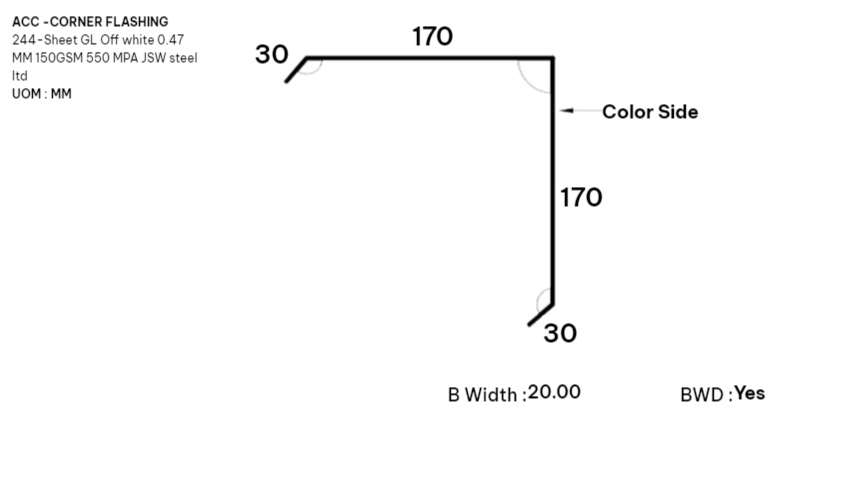 ACC -CORNER FLASHING
244-Sheet GL Off white 0.47
MM 150GSM 550 MPA JSW steel
ltd
UOM : MM
170
30
Color Side
170
30
B Width :20.00
BWD :Yes